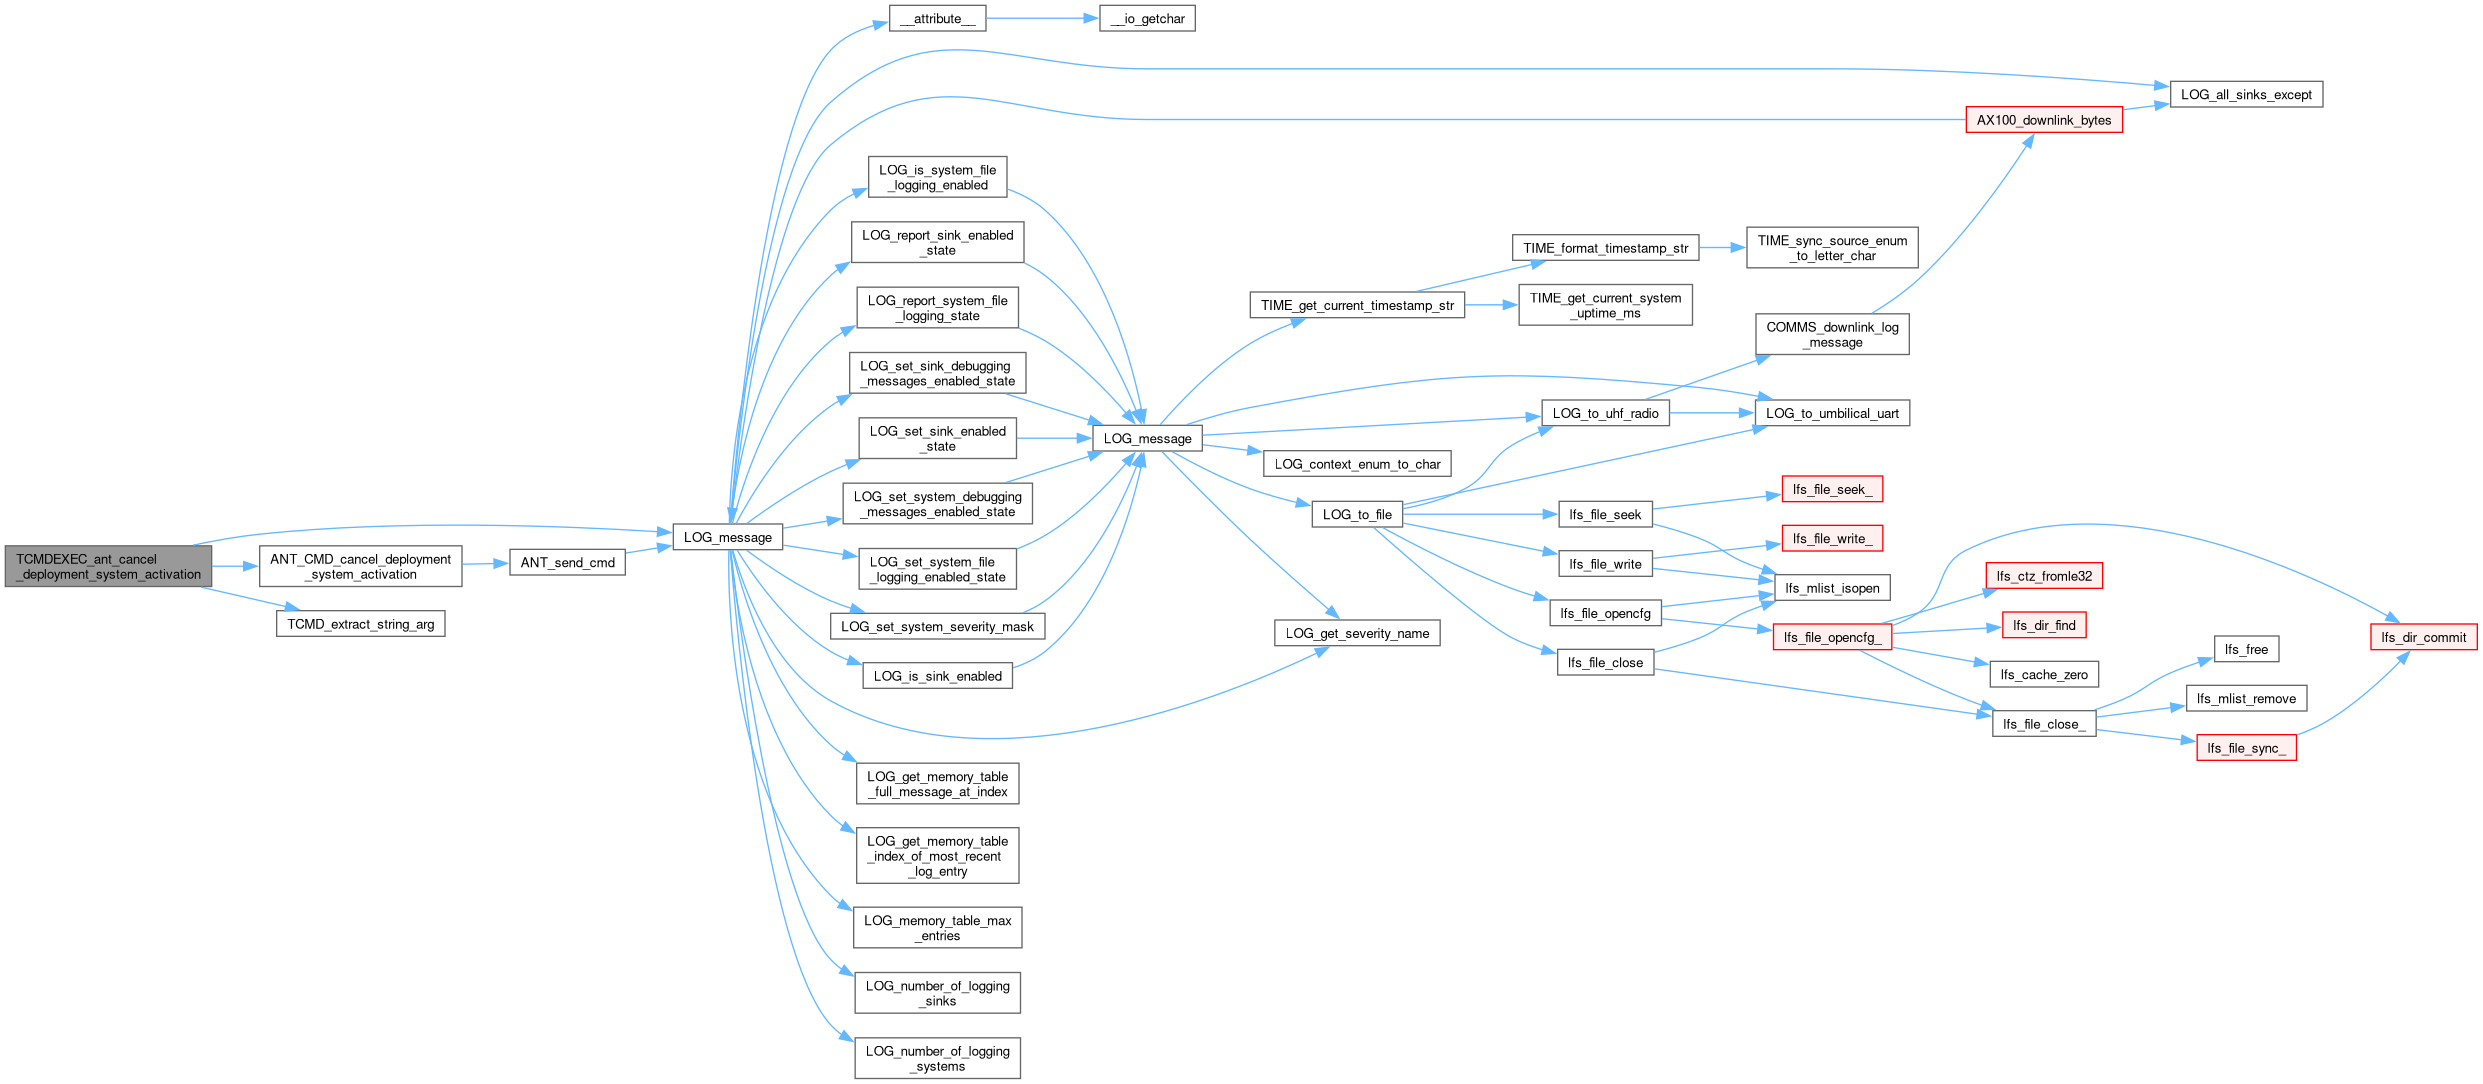 TCMDEXEC_ant_cancel
_deployment_system_activation
ANT_CMD_cancel_deployment
_system_activation
TCMD_extract_string_arg
ANT_send_cmd
LOG_message
__attribute__
__io_getchar
LOG_all_sinks_except
AX100_downlink_bytes
LOG_is_system_file
_logging_enabled
LOG_report_sink_enabled
_state
LOG_report_system_file
_logging_state
LOG_set_sink_debugging
_messages_enabled_state
LOG_set_sink_enabled
_state
LOG_set_system_debugging
_messages_enabled_state
LOG_set_system_file
_logging_enabled_state
LOG_set_system_severity_mask
LOG_is_sink_enabled
LOG_get_memory_table
_full_message_at_index
LOG_get_memory_table
_index_of_most_recent
_log_entry
LOG_memory_table_max
_entries
LOG_number_of_logging
_sinks
LOG_number_of_logging
_systems
LOG_message
TIME_get_current_timestamp_str
TIME_format_timestamp_str
TIME_sync_source_enum
_to_letter_char
TIME_get_current_system
_uptime_ms
COMMS_downlink_log
_message
LOG_to_uhf_radio
LOG_to_umbilical_uart
LOG_context_enum_to_char
LOG_to_file
LOG_get_severity_name
lfs_file_seek
lfs_file_seek_
lfs_file_write
lfs_file_write_
lfs_mlist_isopen
lfs_file_opencfg
lfs_file_opencfg_
lfs_file_close
lfs_ctz_fromle32
lfs_dir_find
lfs_cache_zero
lfs_file_close_
lfs_free
lfs_mlist_remove
lfs_file_sync_
lfs_dir_commit